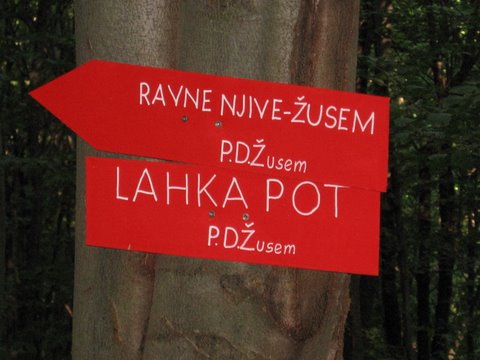 RAVNE NJIVE-ŽUSEM
P.D.Žusem
LAHKA POT
P.D.Žusem